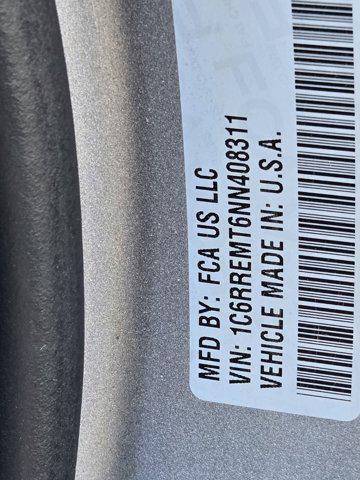 MFD BY: FCA US LLC
VIN: 1C6RREMT6NN408311
VEHICLE MADE IN: U.S.A.